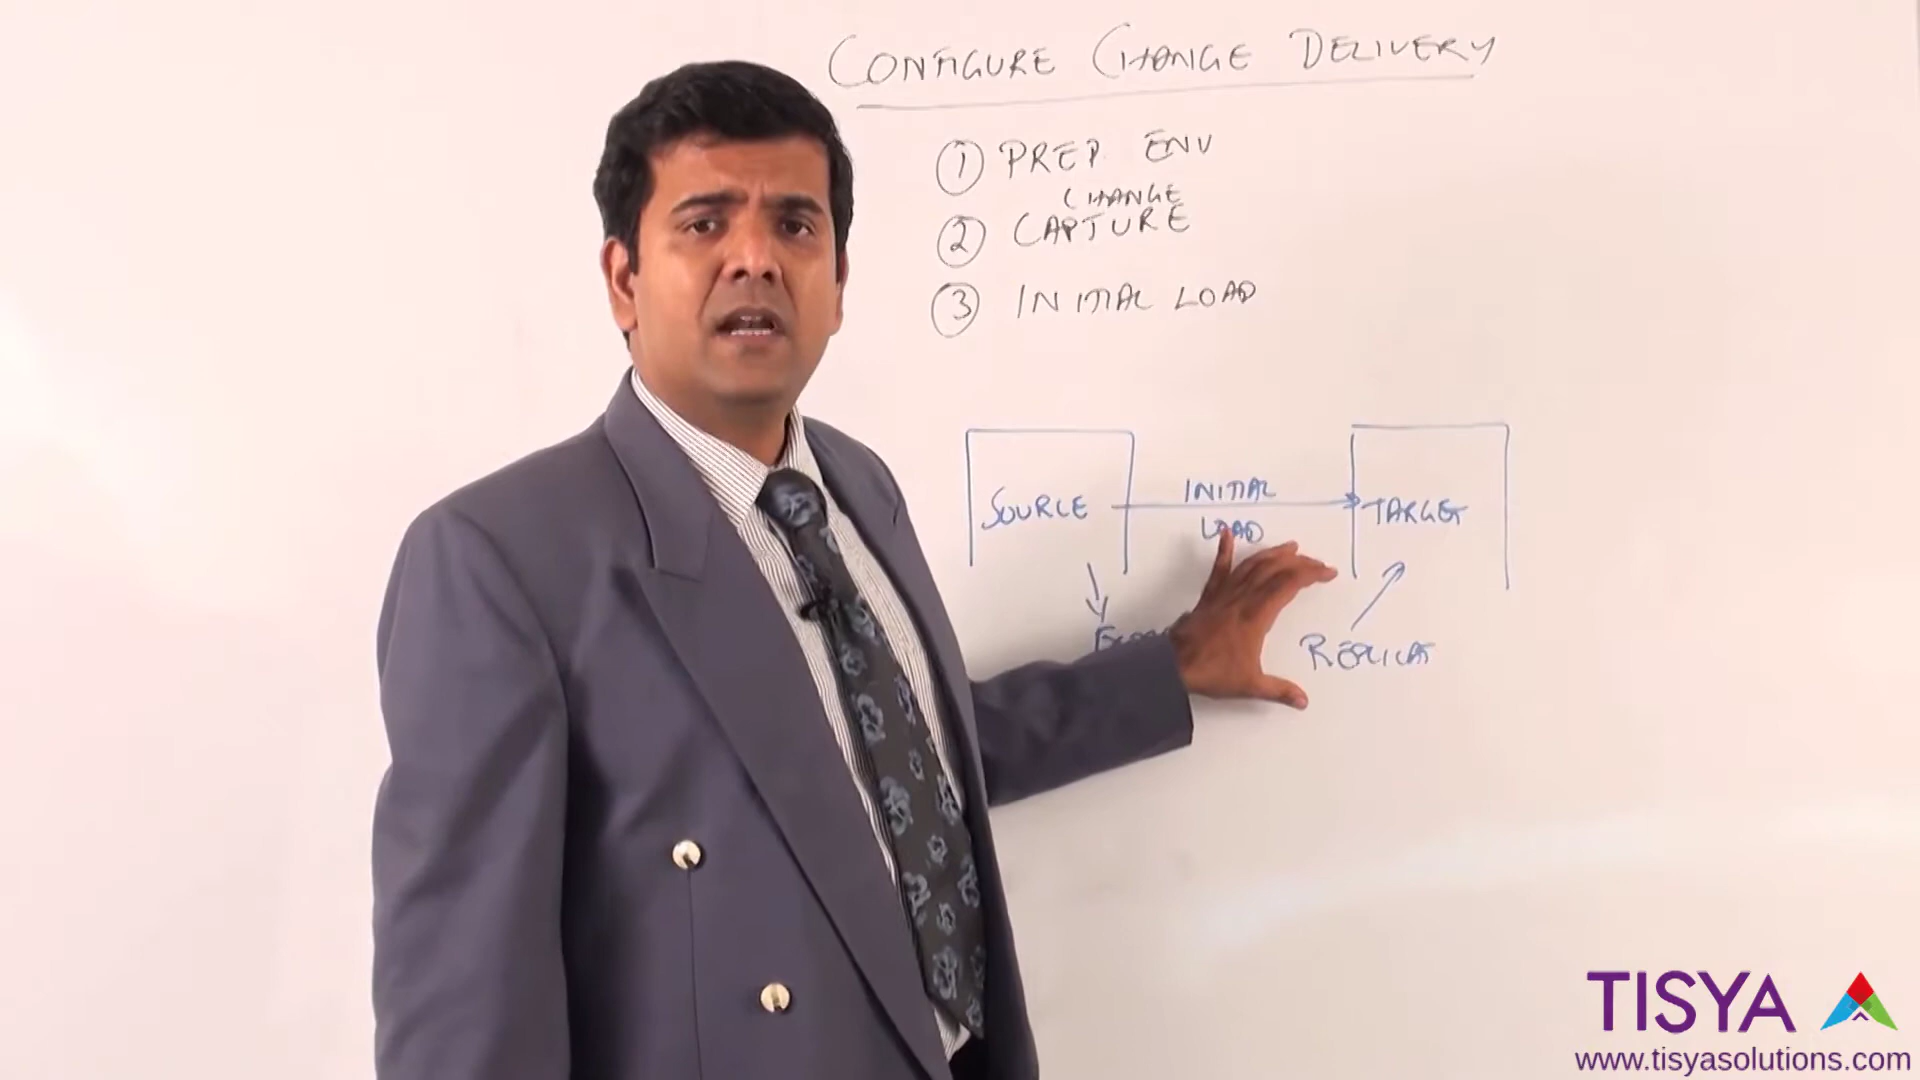 CONFIGURE CHANGE DELIVERY
① PREP ENV
CHANGE
② CAPTURE
③ INITIAL LOAD
SOURCE
INITIAL
LOAD
TARGET
REPLICAT
TISYA
www.tisyasolutions.com